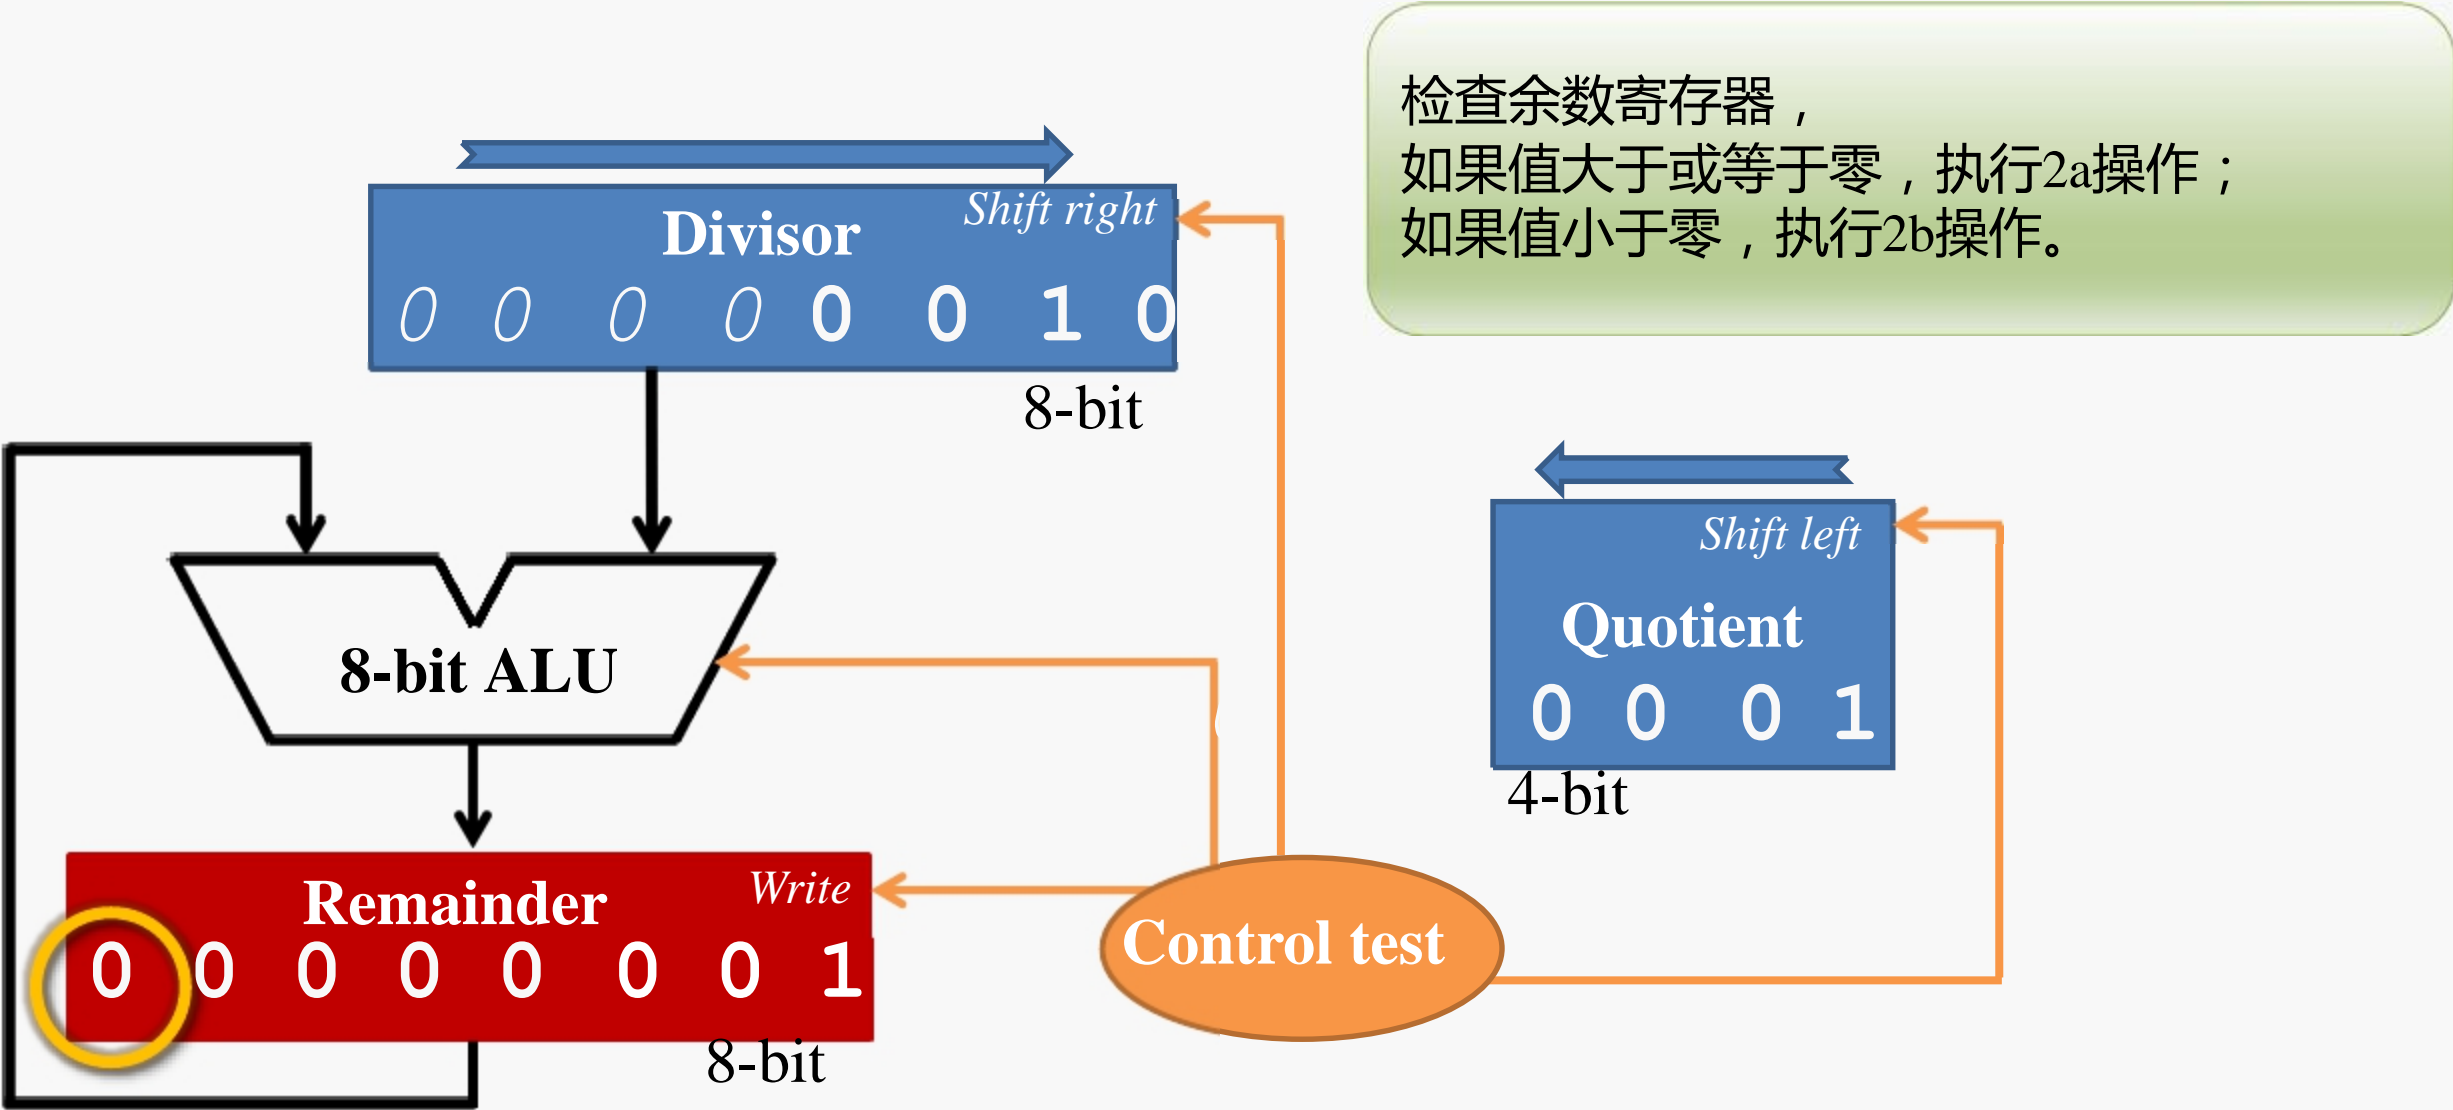 检查余数寄存器，
如果值大于或等于零，执行2a操作；
如果值小于零，执行2b操作。
Shift right
Divisor
0 0 0 0 0 0 1 0
8-bit
Shift left
Quotient
0 0 0 1
4-bit
8-bit ALU
Write
Remainder
0 0 0 0 0 0 0 1
8-bit
Control test